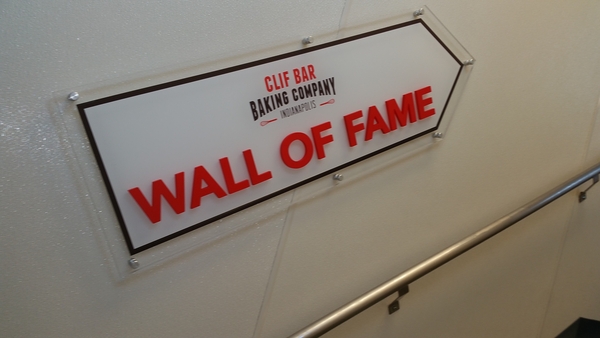 CLIF BAR
BAKING COMPANY
INDIANAPOLIS
WALL OF FAME